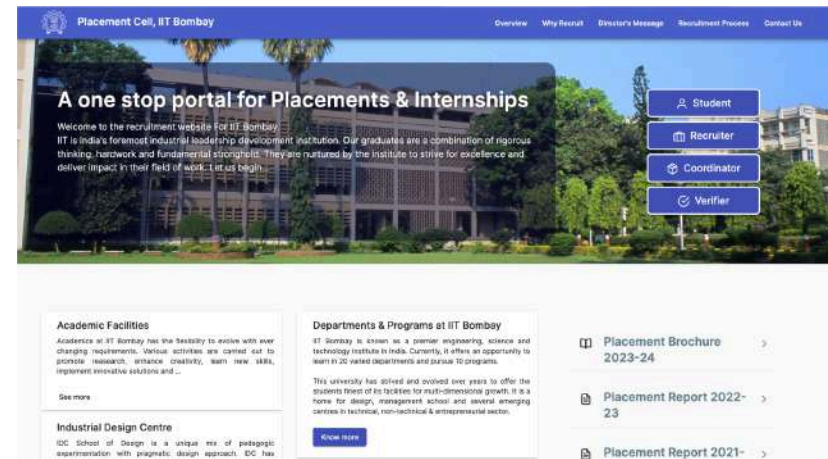 Placement Cell, IIT Bombay
Overview Why Recruit Director's Message Recruitment Process Contact Us
A one stop portal for Placements & Internships
Welcome to the recruitment website For IIT Bombay
IIT is India's foremost industrial leadership development institution. Our graduates are a combination of rigorous
thinking, hardwork and fundamental stronghold. They are nurtured by the institute to strive for excellence and
deliver impact in their field of work. Let us begin
Student
Recruiter
Coordinator
Verifier
Academic Facilities
Academics at IIT Bombay has the flexibility to evolve with ever
changing requirements. Various activities are carried out to
promote reasearch, enhance creativity, learn new skills,
implement innovative solutions and ...
See more
Industrial Design Centre
IDC School of Design is a unique mix of pedagogic
experimentation with pragmatic design approach. IDC has
Departments & Programs at IIT Bombay
IIT Bombay is known as a premier engineering, science and
technology institute in India. Currently, it offers an opportunity to
learn in 20 varied departments and pursue 10 programs.
This university has strived and evolved over years to offer the
students finest of its facilities for multi-dimensional growth. It is a
home for design, management school and several emerging
centres in technical, non-technical & entrepreneurial sector.
Know more
Placement Brochure
2023-24
Placement Report 2022-
23
Placement Report 2021-